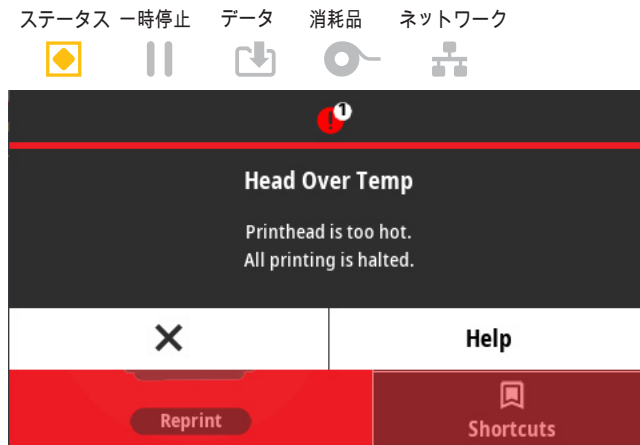 ステータス 一時停止 データ 消耗品 ネットワーク
1
Head Over Temp
Printhead is too hot.
All printing is halted.
Help
Reprint
Shortcuts